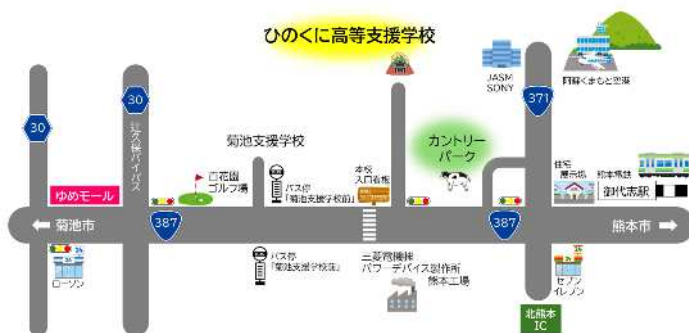 ひのくに高等支援学校
JASM
SONY
371
阿蘇くまもと空港
30
30
辻久保バイパス
菊池支援学校
カントリー
パーク
百花園
ゴルフ場
バス停
「菊池支援学校前」
本校
入口看板
住宅
展示場
熊本電鉄
御代志駅
ゆめモール
菊池市
387
387
熊本市
ローソン
バス停
「菊池支援学校前」
三菱電機㈱
パワーデバイス製作所
熊本工場
セブン
イレブン
北熊本
IC